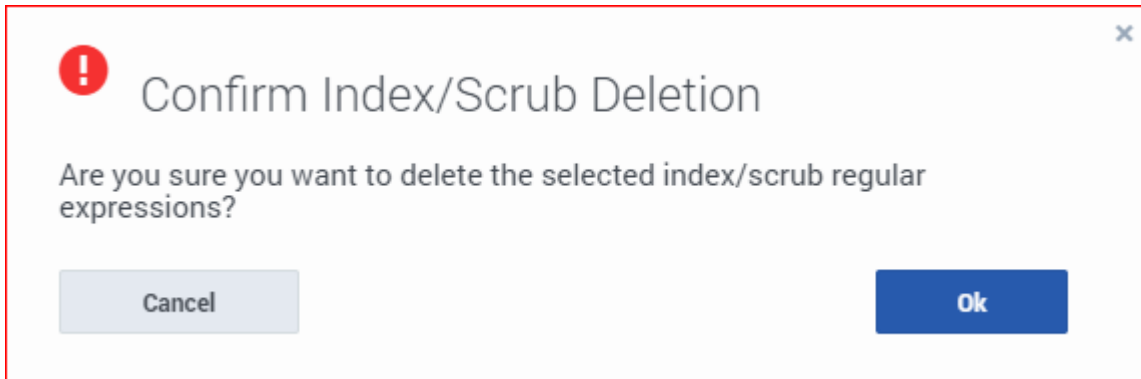 Confirm Index/Scrub Deletion
Are you sure you want to delete the selected index/scrub regular
expressions?
Cancel
Ok